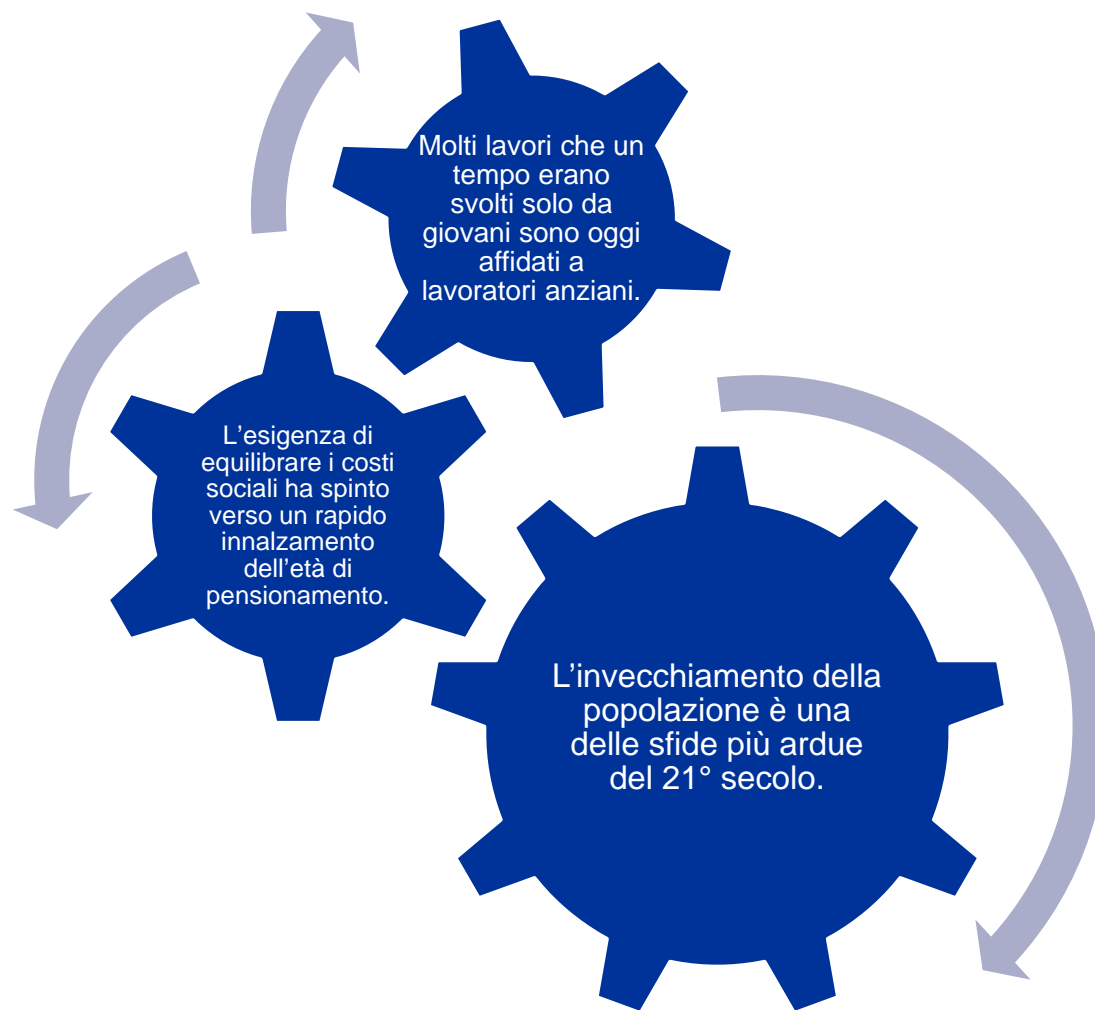 Molti lavori che un
tempo erano
svolti solo da
giovani sono oggi
affidati a
lavoratori anziani.
L’esigenza di
equilibrare i costi
sociali ha spinto
verso un rapido
innalzamento
dell’età di
pensionamento.
L’invecchiamento della
popolazione è una
delle sfide più ardue
del 21° secolo.